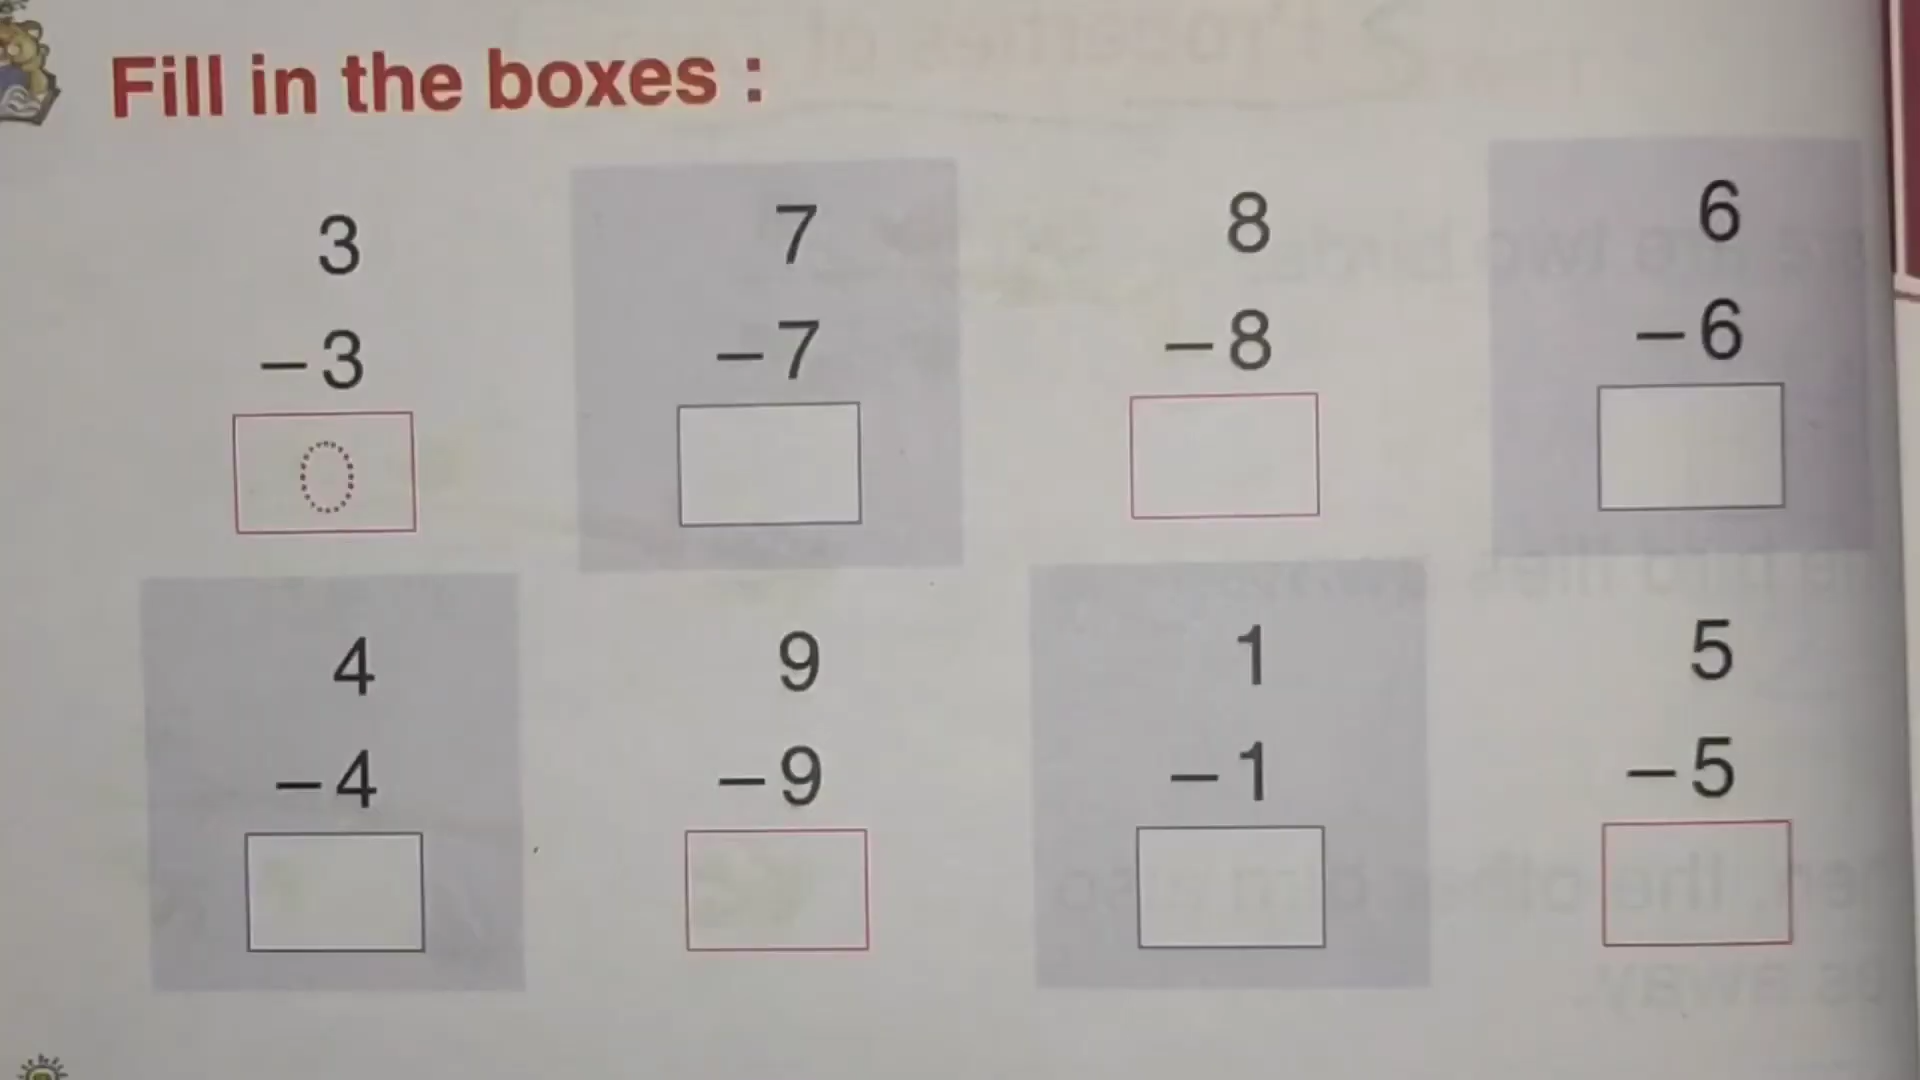 Fill in the boxes :
3 7 8 6
–3 –7 –8 –6
0
4 9 1 5
–4 –9 –1 –5